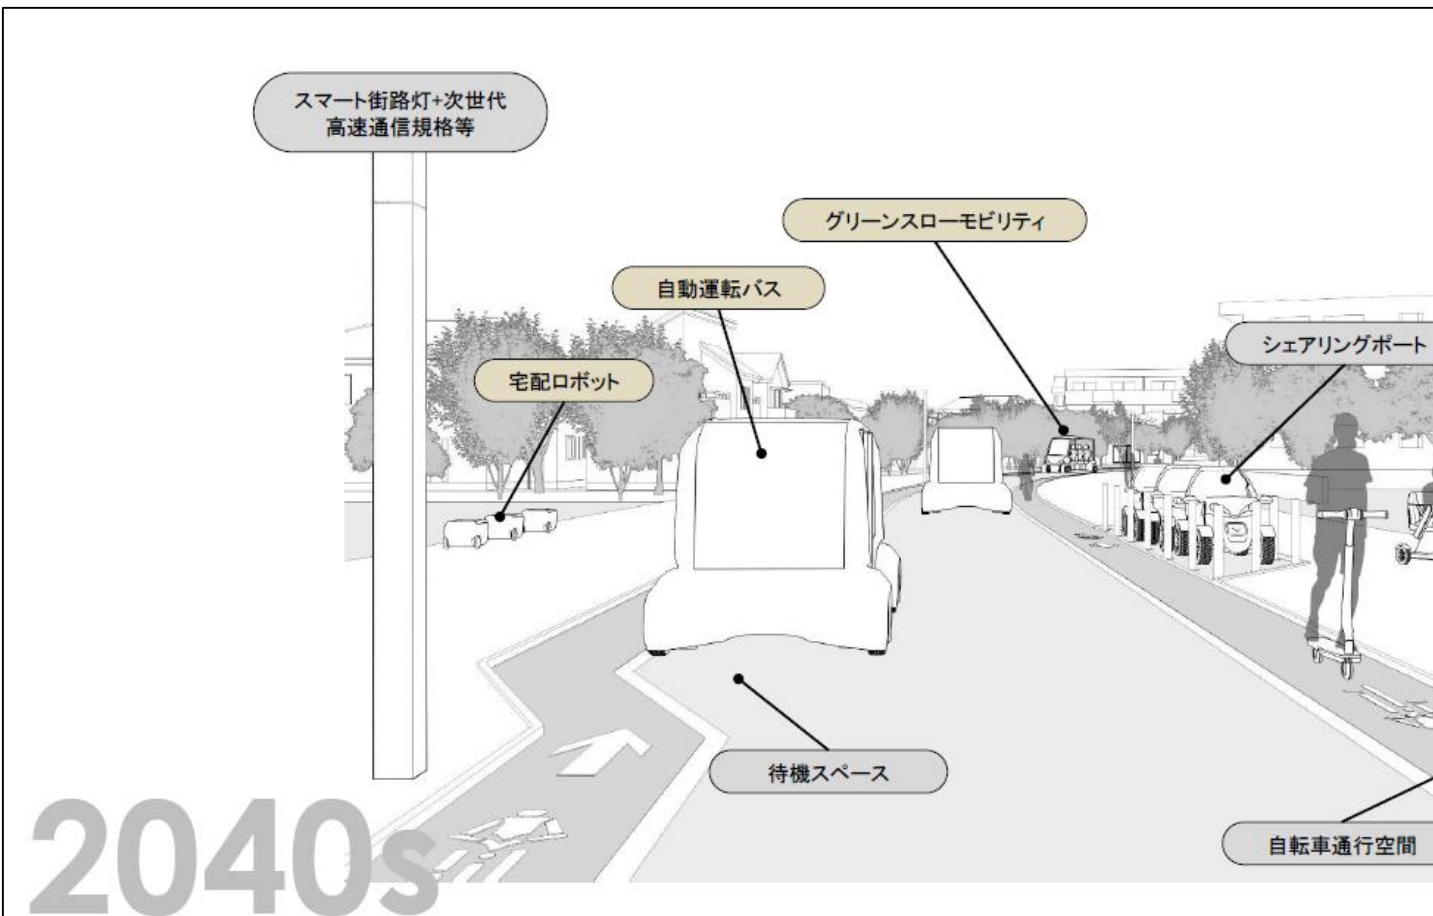 スマート街路灯+次世代
高速通信規格等
グリーンスローモビリティ
自動運転バス
シェアリングポート
宅配ロボット
待機スペース
自転車通行空間
2040s